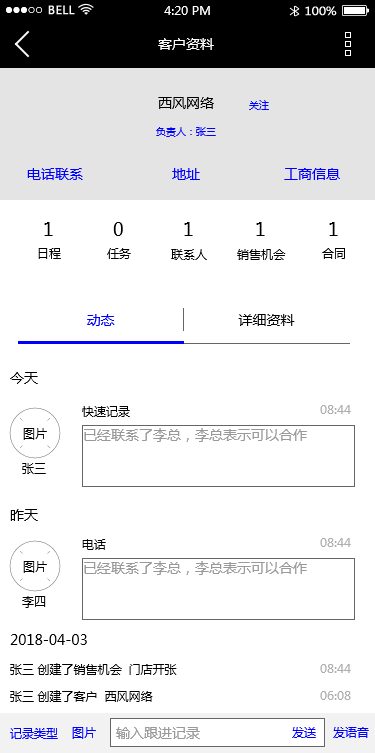 BELL 4:20 PM 100%
客户资料
西风网络 关注
负责人：张三
电话联系 地址 工商信息
1 0 1 1 1
日程 任务 联系人 销售机会 合同
动态 详细资料
今天
快速记录 08:44
已经联系了李总，李总表示可以合作
图片
张三
昨天
电话 08:44
已经联系了李总，李总表示可以合作
图片
李四
2018-04-03
张三 创建了销售机会 门店开张 08:44
张三 创建了客户 西风网络 06:08
记录类型 图片 输入跟进记录 发送 发语音